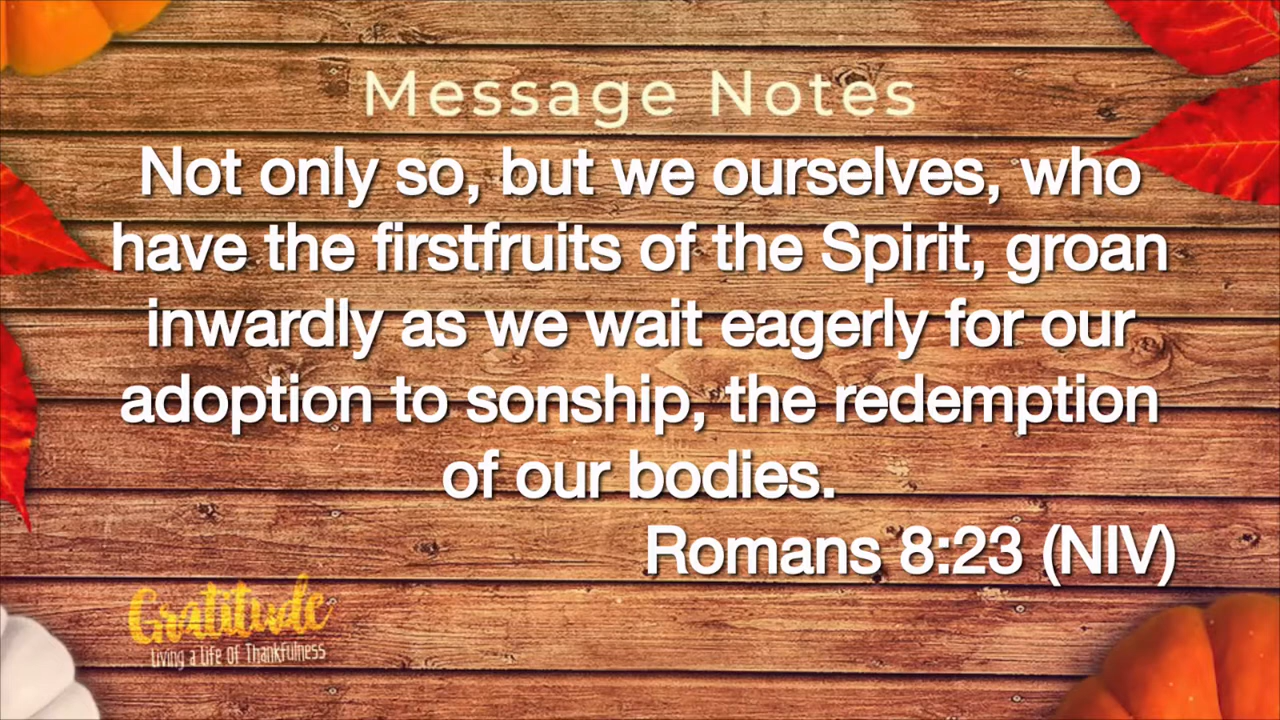 Message Notes
Not only so, but we ourselves, who
have the firstfruits of the Spirit, groan
inwardly as we wait eagerly for our
adoption to sonship, the redemption
of our bodies.
Romans 8:23 (NIV)
Gratitude
Living a Life of Thankfulness